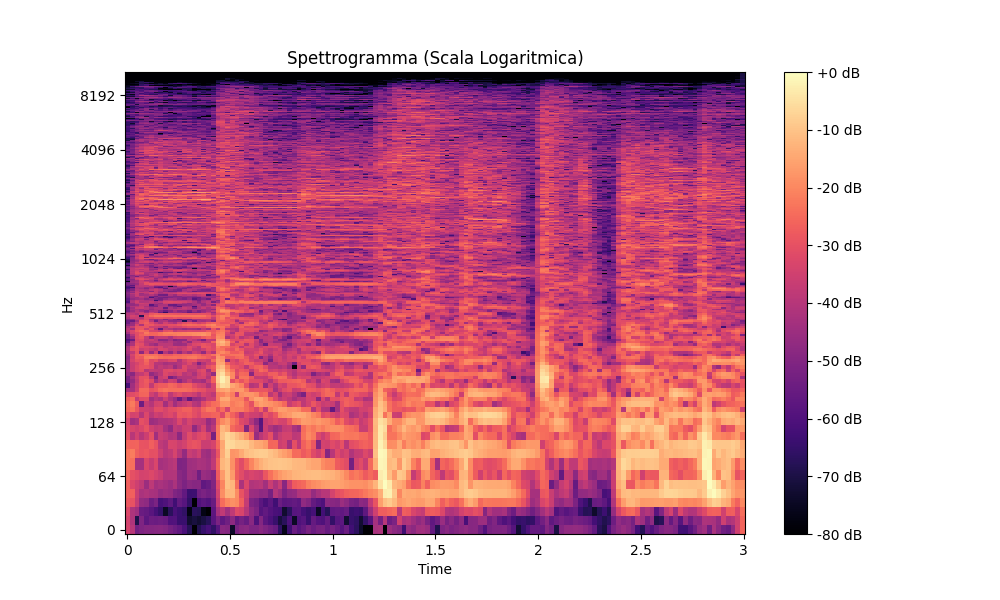 Spettrogramma (Scala Logaritmica)
Hz
8192
4096
2048
1024
512
256
128
64
0
0
0.5
1
1.5
2
2.5
3
Time
+0 dB
-10 dB
-20 dB
-30 dB
-40 dB
-50 dB
-60 dB
-70 dB
-80 dB